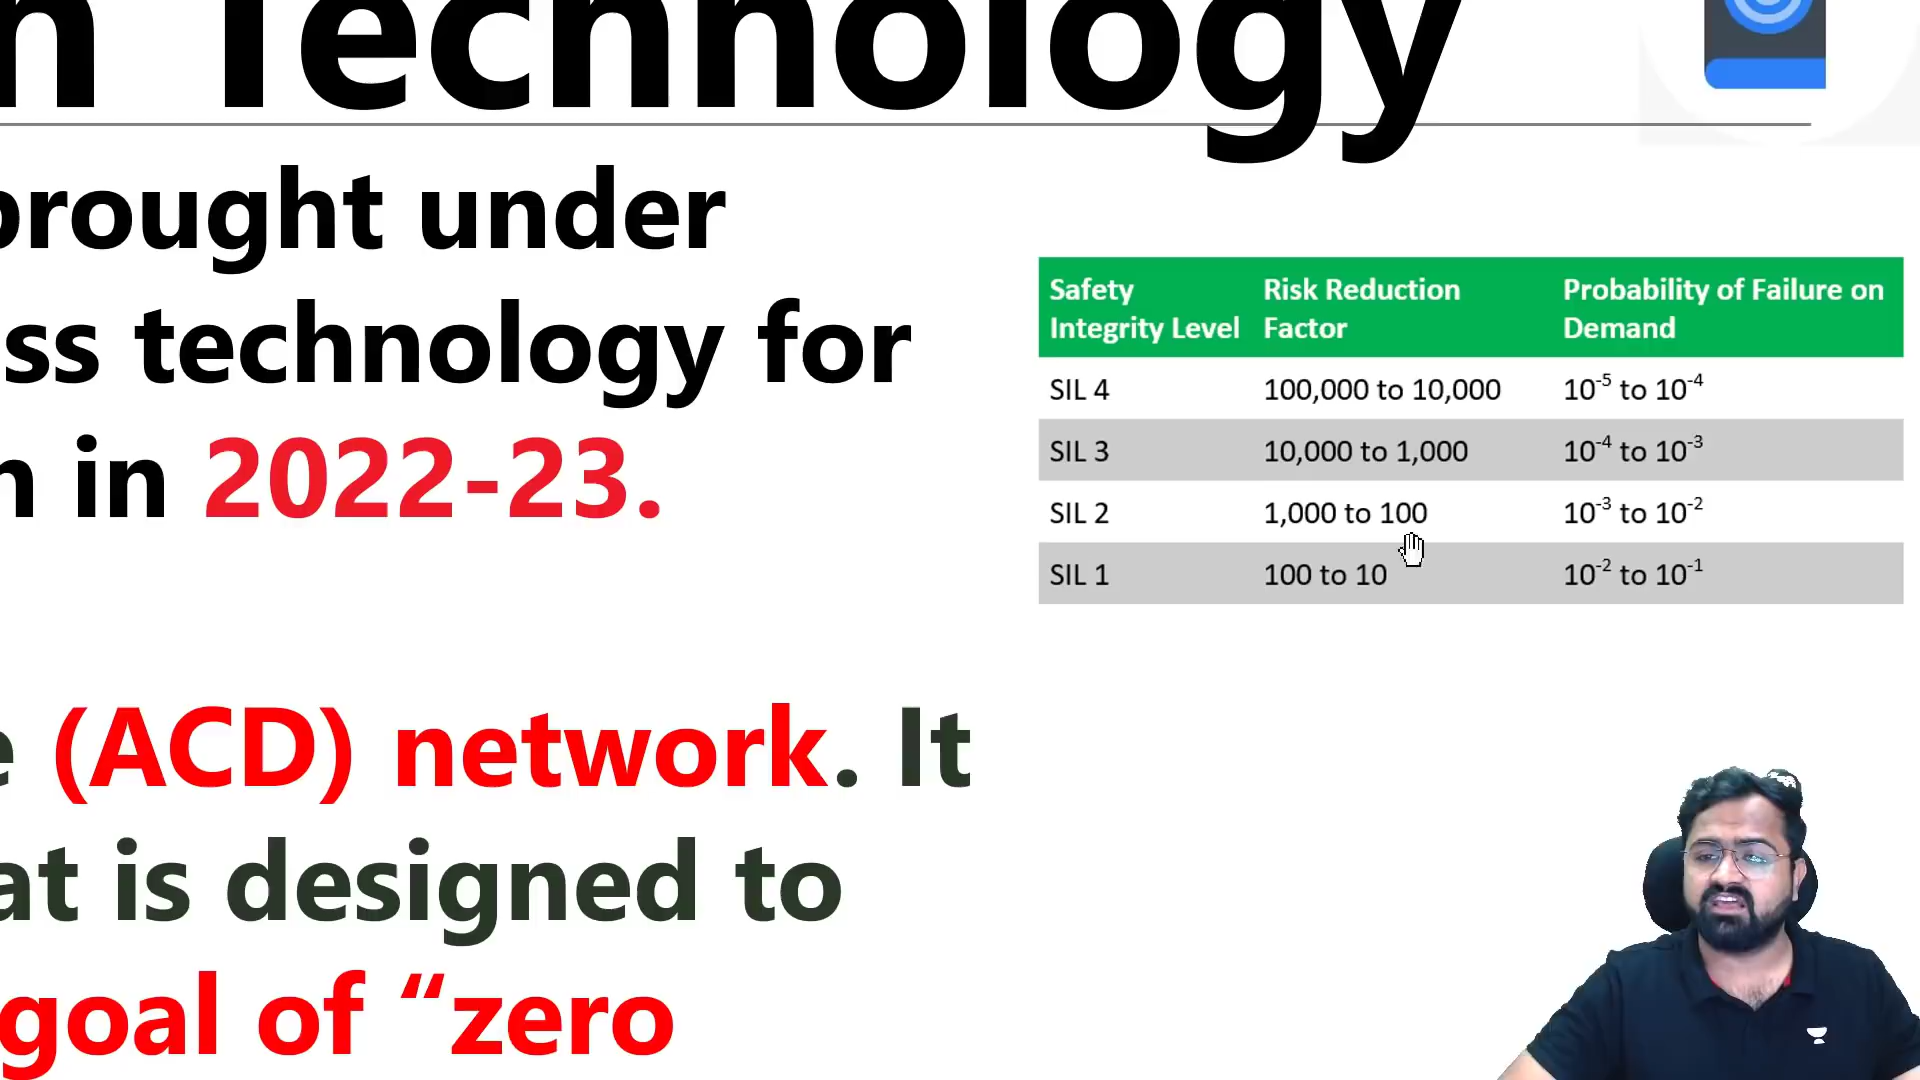 n Technology
brought under
ss technology for
n in 2022-23.
e (ACD) network. It
at is designed to
goal of “zero
Safety Integrity Level Risk Reduction Factor Probability of Failure on Demand
SIL 4 100,000 to 10,000 10⁻⁵ to 10⁻⁴
SIL 3 10,000 to 1,000 10⁻⁴ to 10⁻³
SIL 2 1,000 to 100 10⁻³ to 10⁻²
SIL 1 100 to 10 10⁻² to 10⁻¹